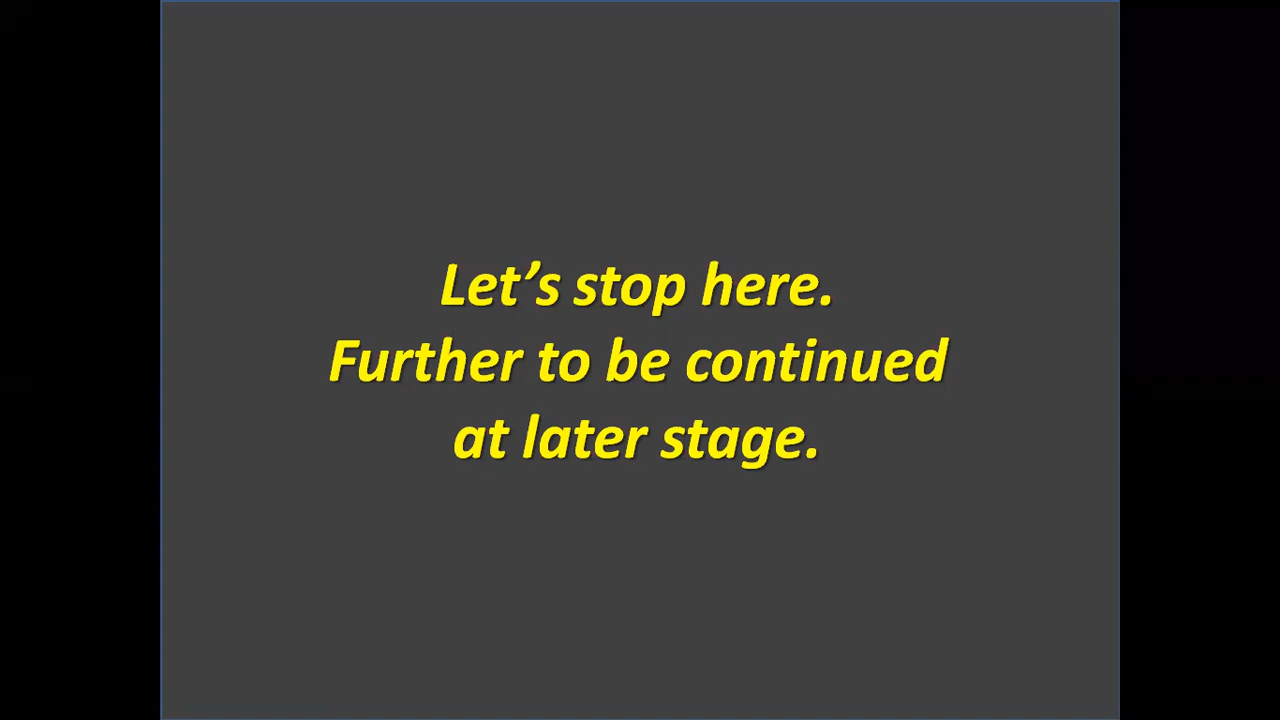 Let’s stop here.
Further to be continued
at later stage.